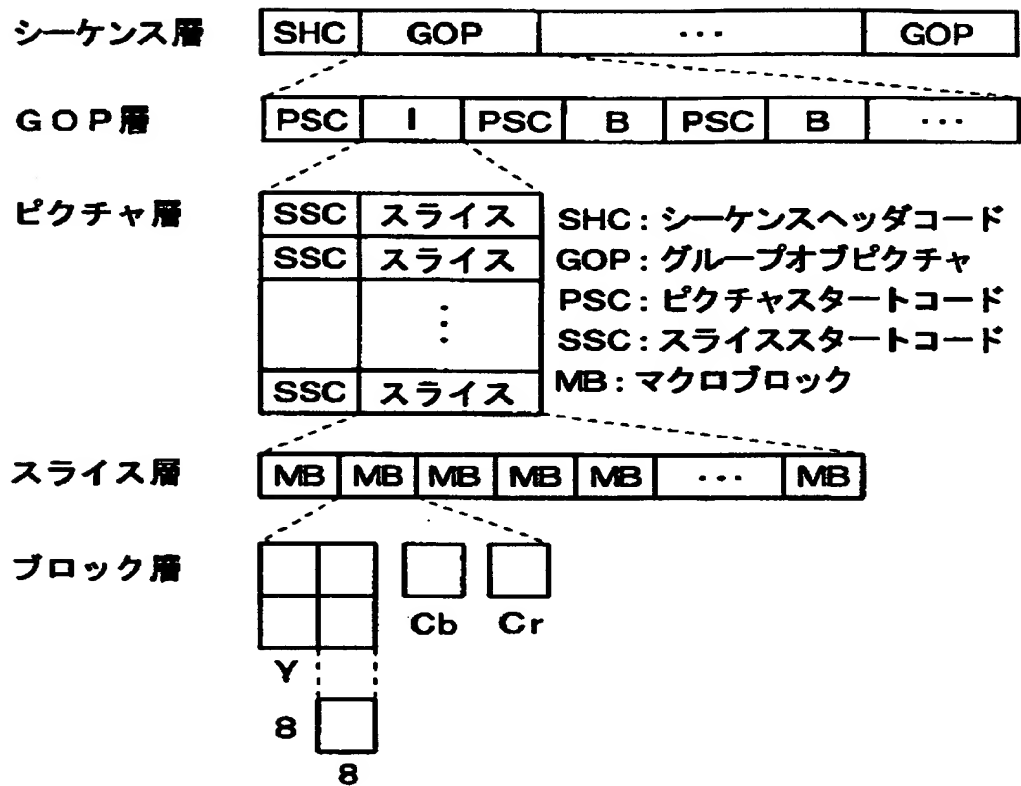 シーケンス層 SHC GOP ··· GOP
GOP層 PSC I PSC B PSC B ···
ピクチャ層 SSC スライス
SSC スライス
⋮
SSC スライス
SHC：シーケンスヘッダコード
GOP：グループオブピクチャ
PSC：ピクチャスタートコード
SSC：スライススタートコード
MB：マクロブロック
スライス層 MB MB MB MB MB ··· MB
ブロック層
Cb Cr
Y
8
8